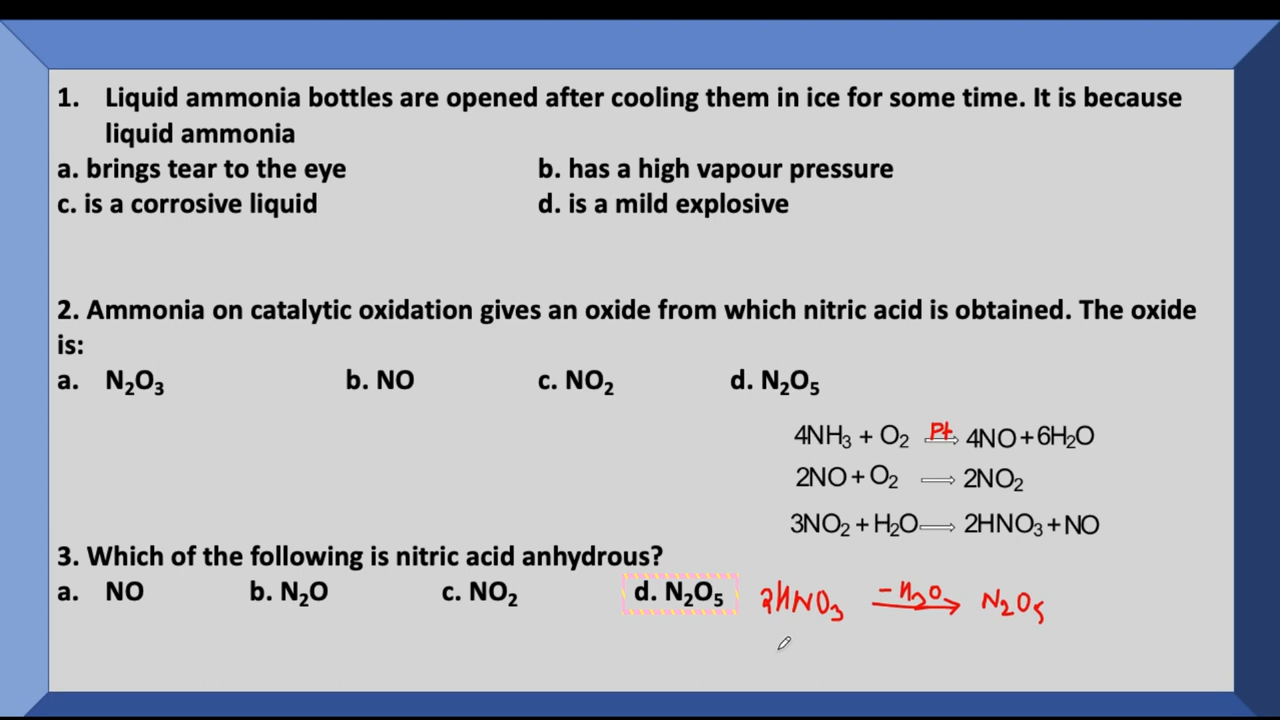 1. Liquid ammonia bottles are opened after cooling them in ice for some time. It is because
liquid ammonia
a. brings tear to the eye b. has a high vapour pressure
c. is a corrosive liquid d. is a mild explosive
2. Ammonia on catalytic oxidation gives an oxide from which nitric acid is obtained. The oxide
is:
a. N₂O₃ b. NO c. NO₂ d. N₂O₅
4NH₃ + O₂ Pt ⟹ 4NO + 6H₂O
2NO + O₂ ⟹ 2NO₂
3NO₂ + H₂O ⟹ 2HNO₃ + NO
3. Which of the following is nitric acid anhydrous?
a. NO b. N₂O c. NO₂ d. N₂O₅ 2HNO₃ –H₂O → N₂O₅